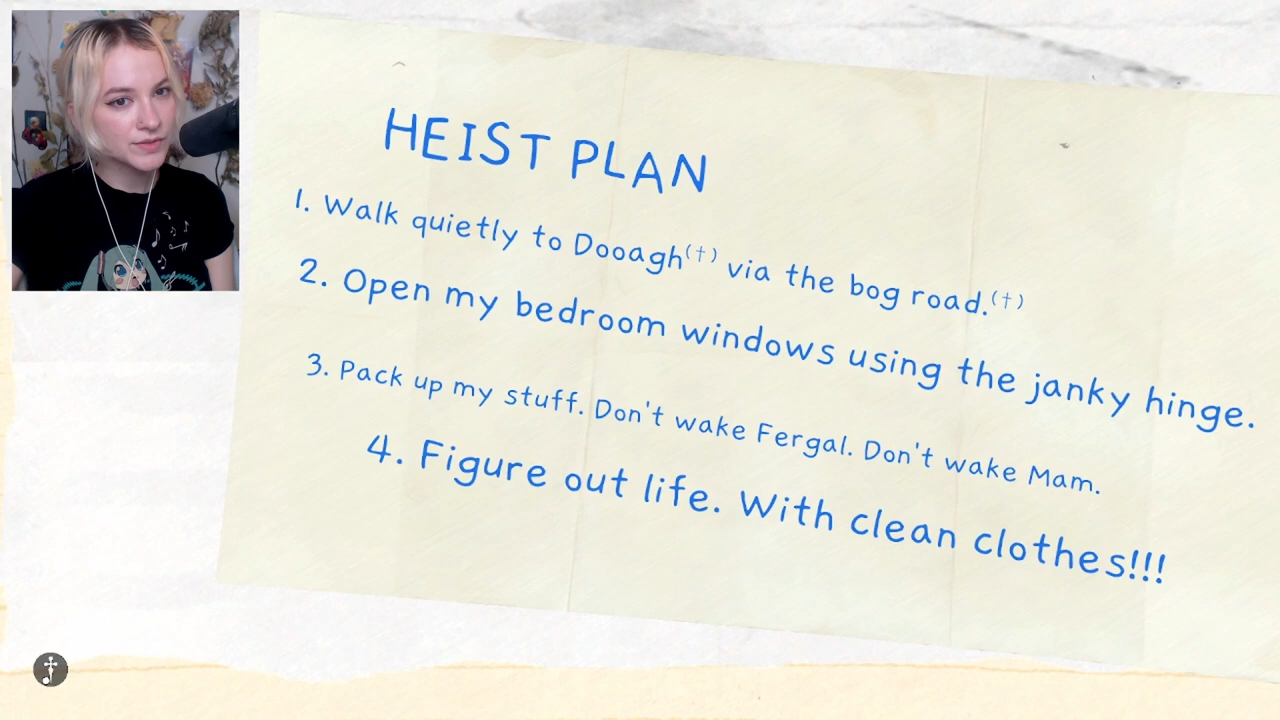 HEIST PLAN
1. Walk quietly to Dooagh(†) via the bog road.(†)
2. Open my bedroom windows using the janky hinge.
3. Pack up my stuff. Don't wake Fergal. Don't wake Mam.
4. Figure out life. With clean clothes!!!